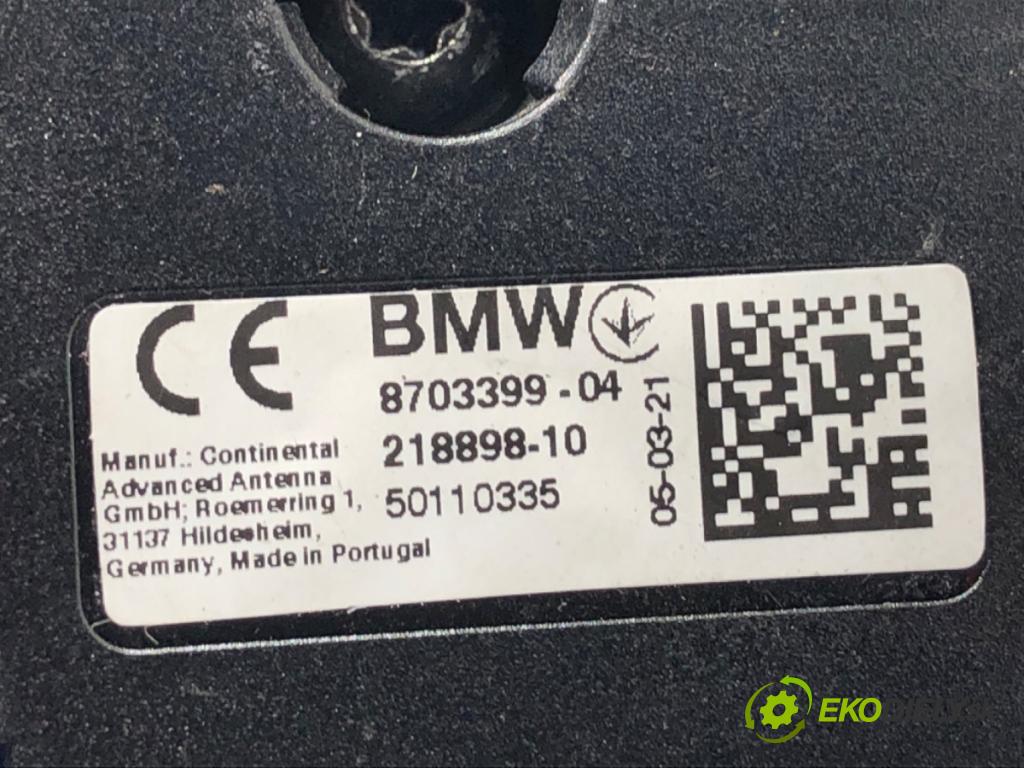 CE
BMW
8703399-04
218898-10
50110335
Manuf.: Continental
Advanced Antenna
GmbH; Roemerring 1,
31137 Hildesheim,
Germany, Made in Portugal
05-03-21
EKO